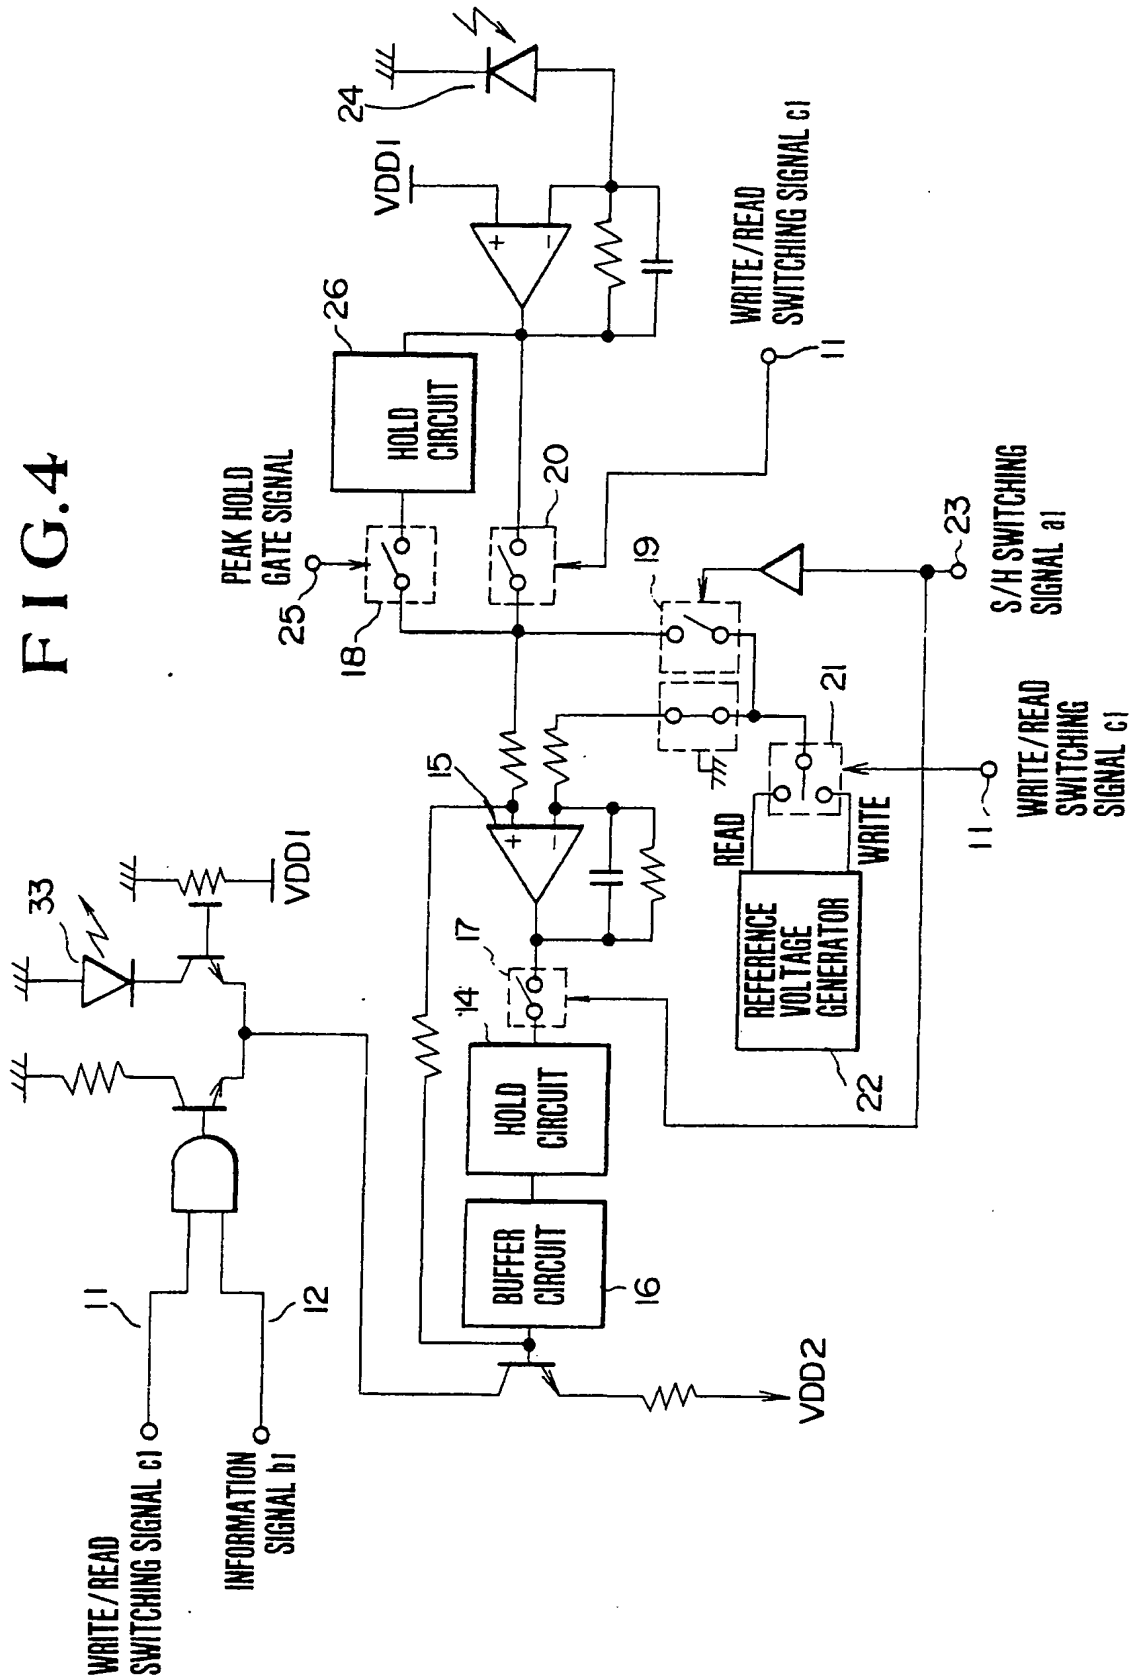 FIG.4
WRITE/READ
SWITCHING SIGNAL c1
11
INFORMATION
SIGNAL b1
12
33
VDD1
VDD2
BUFFER
CIRCUIT
16
HOLD
CIRCUIT
14
17
15
+
-
REFERENCE
VOLTAGE
GENERATOR
22
READ
WRITE
21
11
WRITE/READ
SWITCHING
SIGNAL c1
PEAK HOLD
GATE SIGNAL
25
18
20
19
23
S/H SWITCHING
SIGNAL a1
HOLD
CIRCUIT
26
VDD1
24
+
-
11
WRITE/READ
SWITCHING SIGNAL c1